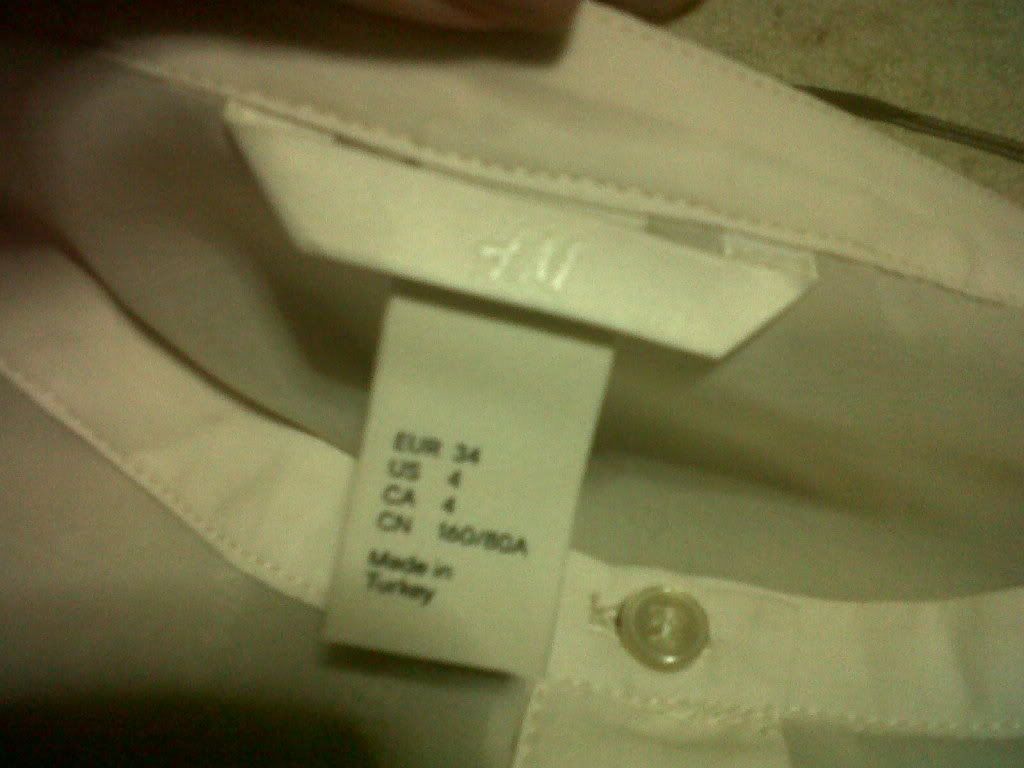 H&M
EUR 34
US 4
CA 4
CN 160/80A
Made in
Turkey